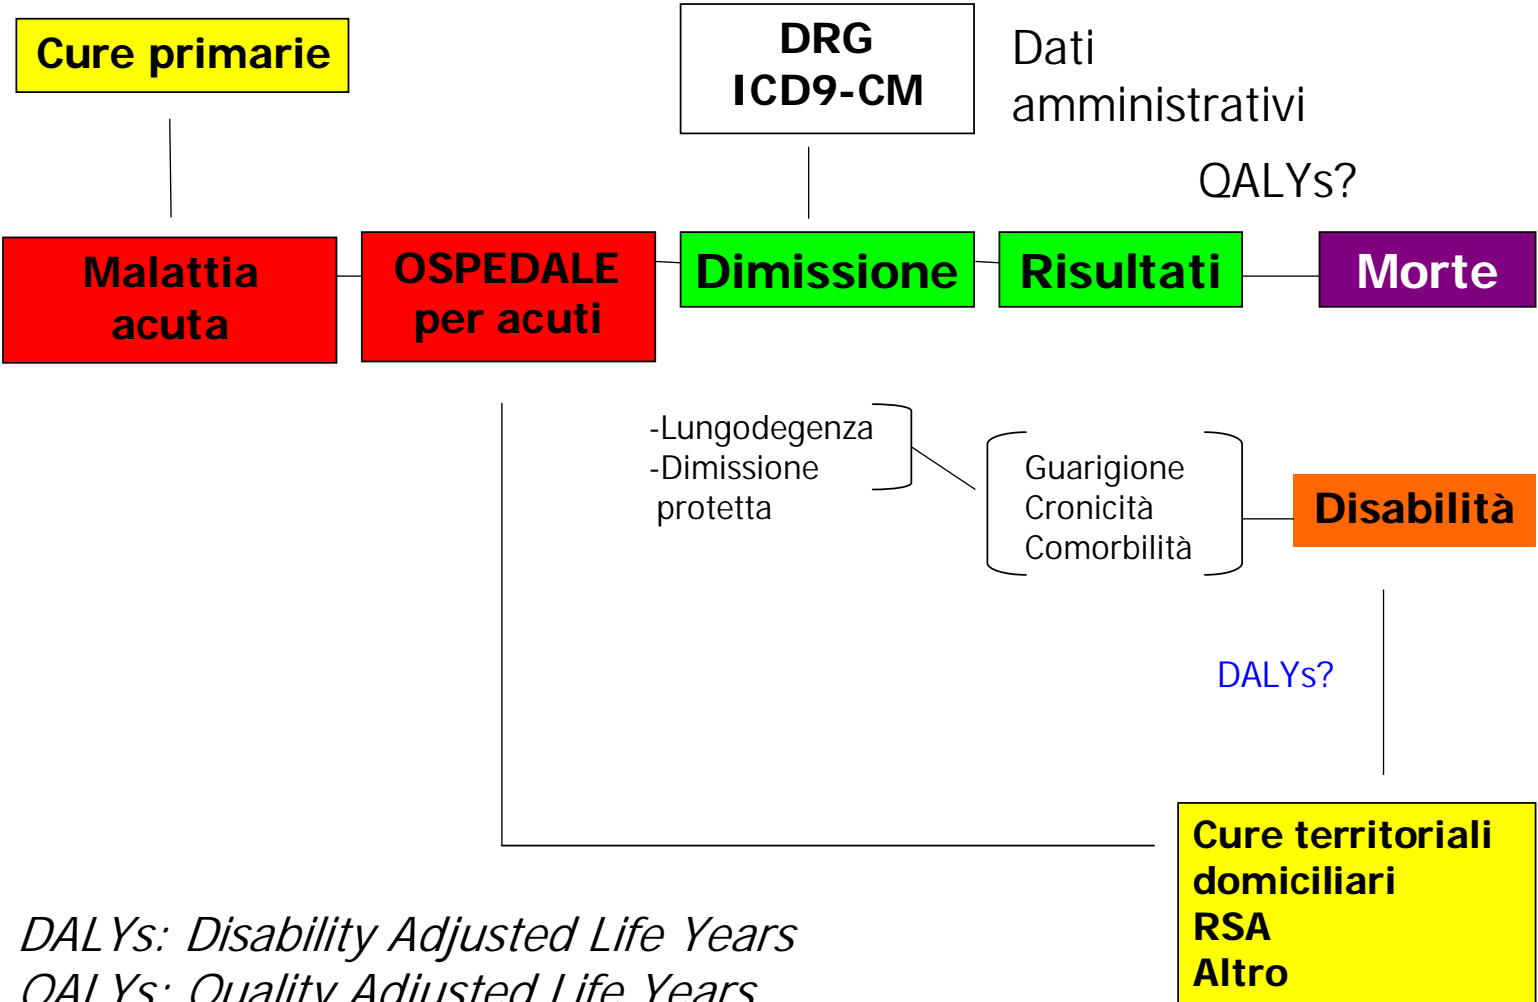 Cure primarie
DRG
ICD9-CM
Dati
amministrativi
QALYs?
Malattia
acuta
OSPEDALE
per acuti
Dimissione
Risultati
Morte
-Lungodegenza
-Dimissione
protetta
Guarigione
Cronicità
Comorbilità
Disabilità
DALYs?
Cure territoriali
domiciliari
RSA
Altro
DALYs: Disability Adjusted Life Years
QALYs: Quality Adjusted Life Years